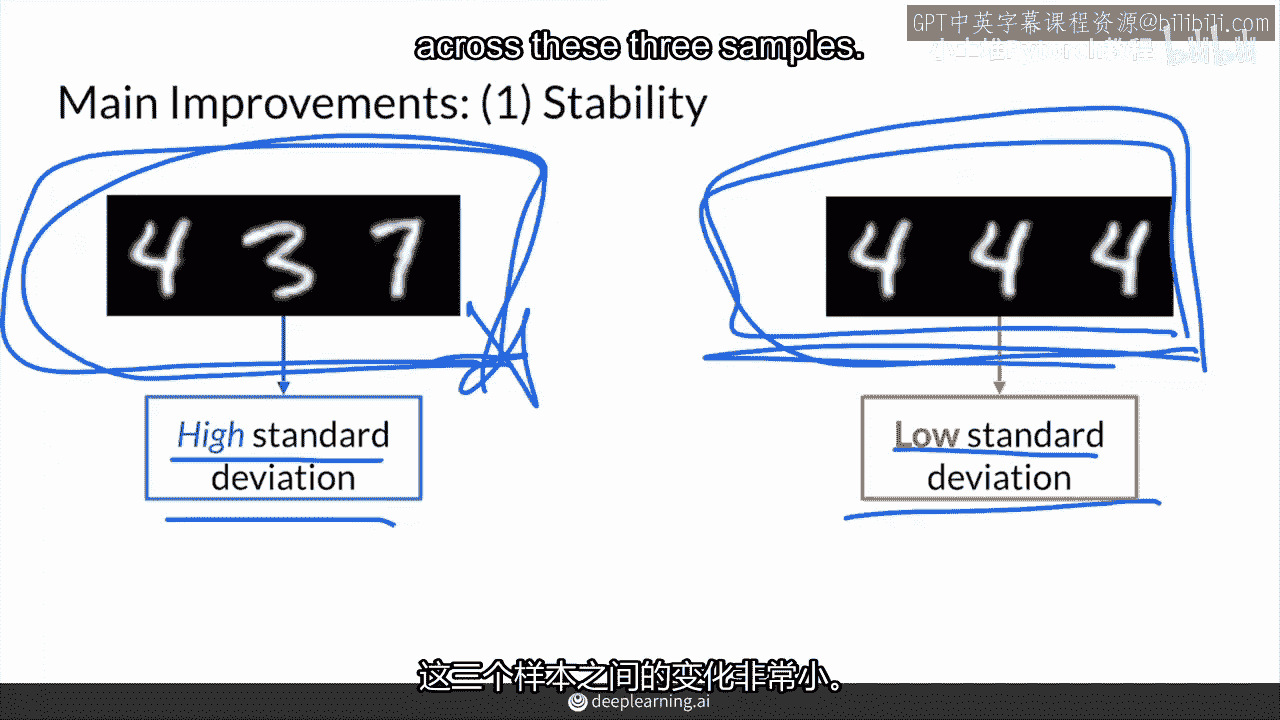 GPT中英字幕课程资源@bilibili.com
across these three samples.
Main Improvements: (1) Stability
4 3 7
4 4 4
High standard
deviation
Low standard
deviation
这三个样本之间的变化非常小。
deeplearning.ai